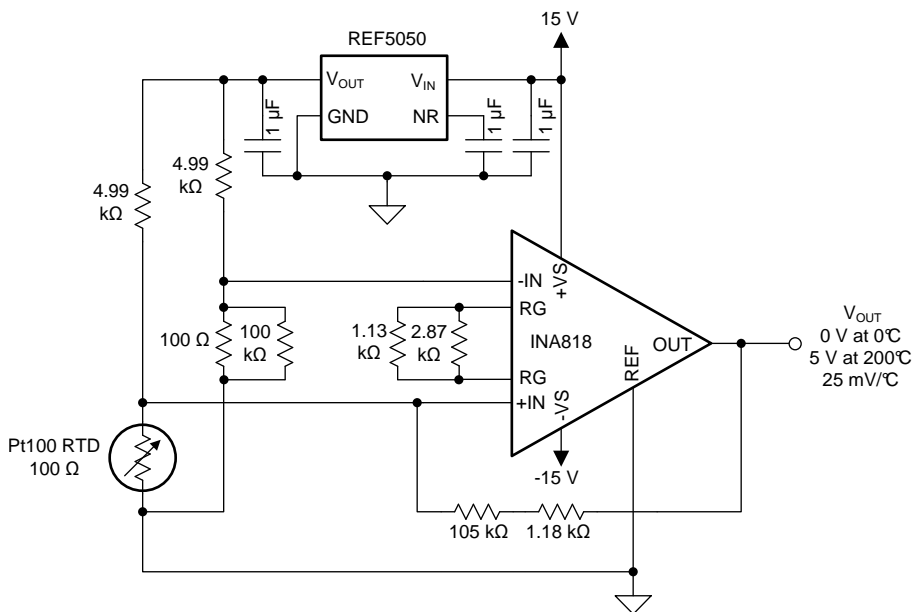 15 V
REF5050
VOUT
VIN
GND
NR
1 µF
1 µF
1 µF
4.99
kΩ
4.99
kΩ
-IN
+VS
RG
100 Ω
100
kΩ
1.13
kΩ
2.87
kΩ
INA818
OUT
REF
RG
+IN
-VS
VOUT
0 V at 0℃
5 V at 200℃
25 mV/℃
Pt100 RTD
100 Ω
-15 V
105 kΩ
1.18 kΩ